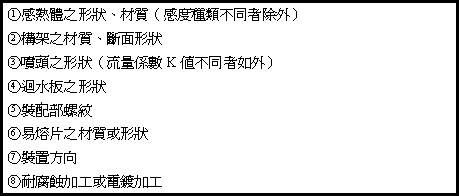 ①感熱體之形狀、材質（感度種類不同者除外）
②構架之材質、斷面形狀
③噴頭之形狀（流量係數 K 值不同者如外）
④迴水板之形狀
⑤裝配部螺紋
⑥易熔片之材質或形狀
⑦裝置方向
⑧耐腐蝕加工或電鍍加工